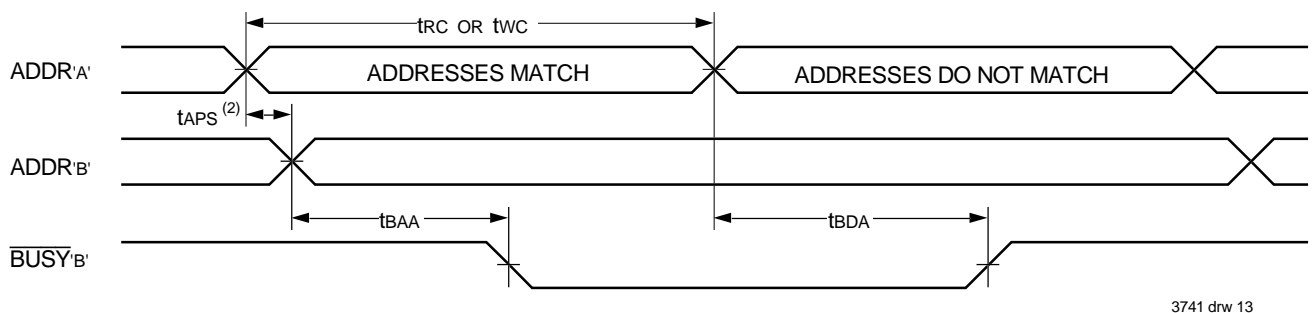 tRC OR tWC
ADDR'A'
ADDRESSES MATCH
ADDRESSES DO NOT MATCH
tAPS (2)
ADDR'B'
tBAA
tBDA
BUSY'B'
3741 drw 13